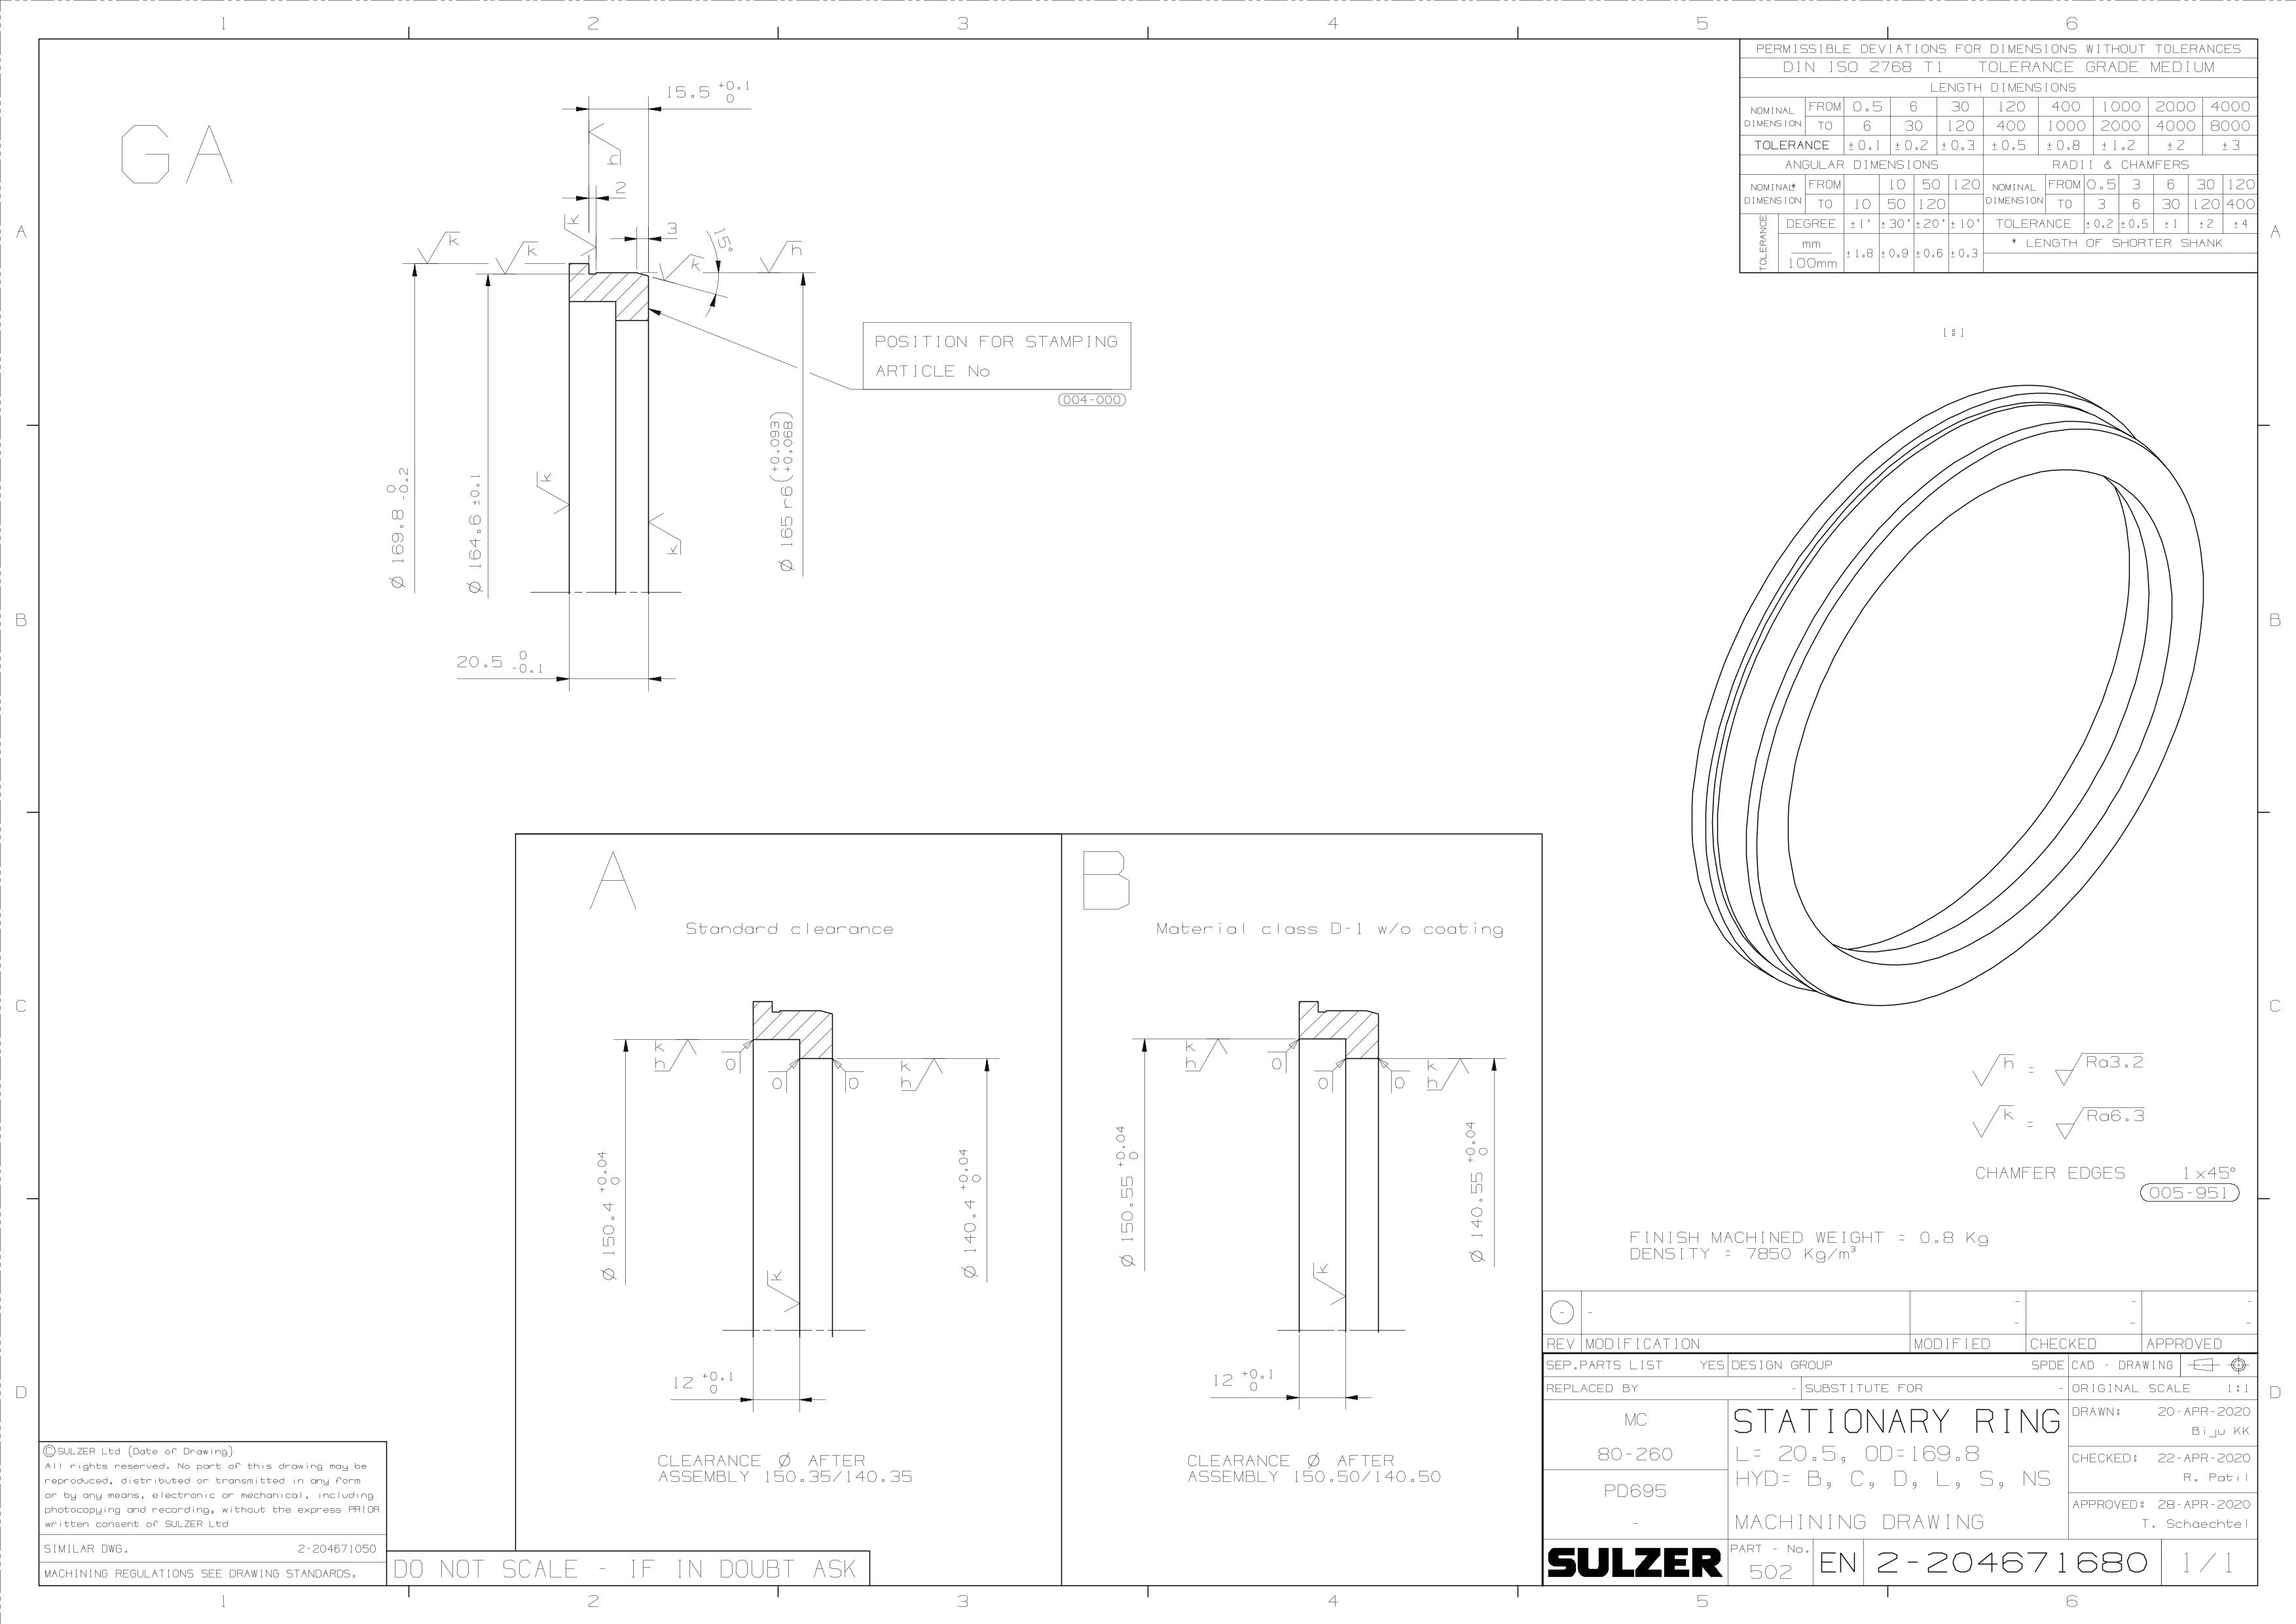 1 2 3 4 5 6
A B C D
PERMISSIBLE DEVIATIONS FOR DIMENSIONS WITHOUT TOLERANCES
DIN ISO 2768 T1 TOLERANCE GRADE MEDIUM
LENGTH DIMENSIONS
NOMINAL DIMENSION FROM 0.5 6 30 120 400 1000 2000 4000
TO 6 30 120 400 1000 2000 4000 8000
TOLERANCE ±0.1 ±0.2 ±0.3 ±0.5 ±0.8 ±1.2 ±2 ±3
ANGULAR DIMENSIONS RADII & CHAMFERS
NOMINAL* DIMENSION FROM 10 50 120 NOMINAL DIMENSION FROM 0.5 3 6 30 120
TO 10 50 120 TO 3 6 30 120 400
TOLERANCE DEGREE ±1° ±30' ±20' ±10' TOLERANCE ±0.2 ±0.5 ±1 ±2 ±4
mm
100mm ±1.8 ±0.9 ±0.6 ±0.3 * LENGTH OF SHORTER SHANK
GA
15.5 +0.1 0
h
2
k
3
15°
k
k
k
h
POSITION FOR STAMPING
ARTICLE No
004-000
Ø 169.8 0 -0.2
Ø 164.6 ±0.1
k
k
Ø 165 r6 (+0.093 +0.068)
20.5 0 -0.1
1:1
A
Standard clearance
k
h
0
0
0
k
h
Ø 150.4 +0.04 0
Ø 140.4 +0.04 0
k
12 +0.1 0
CLEARANCE Ø AFTER
ASSEMBLY 150.35/140.35
B
Material class D-1 w/o coating
k
h
0
0
0
k
h
Ø 150.55 +0.04 0
Ø 140.55 +0.04 0
k
12 +0.1 0
CLEARANCE Ø AFTER
ASSEMBLY 150.50/140.50
h = Ra3.2
k = Ra6.3
CHAMFER EDGES 1x45°
005-951
FINISH MACHINED WEIGHT = 0.8 Kg
DENSITY = 7850 Kg/m³
- - - - -
- - -
REV MODIFICATION MODIFIED CHECKED APPROVED
SEP.PARTS LIST YES DESIGN GROUP SPDE CAD - DRAWING
REPLACED BY - SUBSTITUTE FOR - ORIGINAL SCALE 1:1
MC
80-260
PD695
-
STATIONARY RING
L= 20.5, OD=169.8
HYD= B, C, D, L, S, NS
MACHINING DRAWING
DRAWN: 20-APR-2020
Biju KK
CHECKED: 22-APR-2020
R. Patil
APPROVED: 28-APR-2020
T. Schaechtel
SULZER
PART - No.
502
EN 2-204671680 1/1
© SULZER Ltd (Date of Drawing)
All rights reserved. No part of this drawing may be
reproduced, distributed or transmitted in any form
or by any means, electronic or mechanical, including
photocopying and recording, without the express PRIOR
written consent of SULZER Ltd
SIMILAR DWG. 2-204671050
MACHINING REGULATIONS SEE DRAWING STANDARDS.
DO NOT SCALE - IF IN DOUBT ASK
1 2 3 4 5 6
A B C D